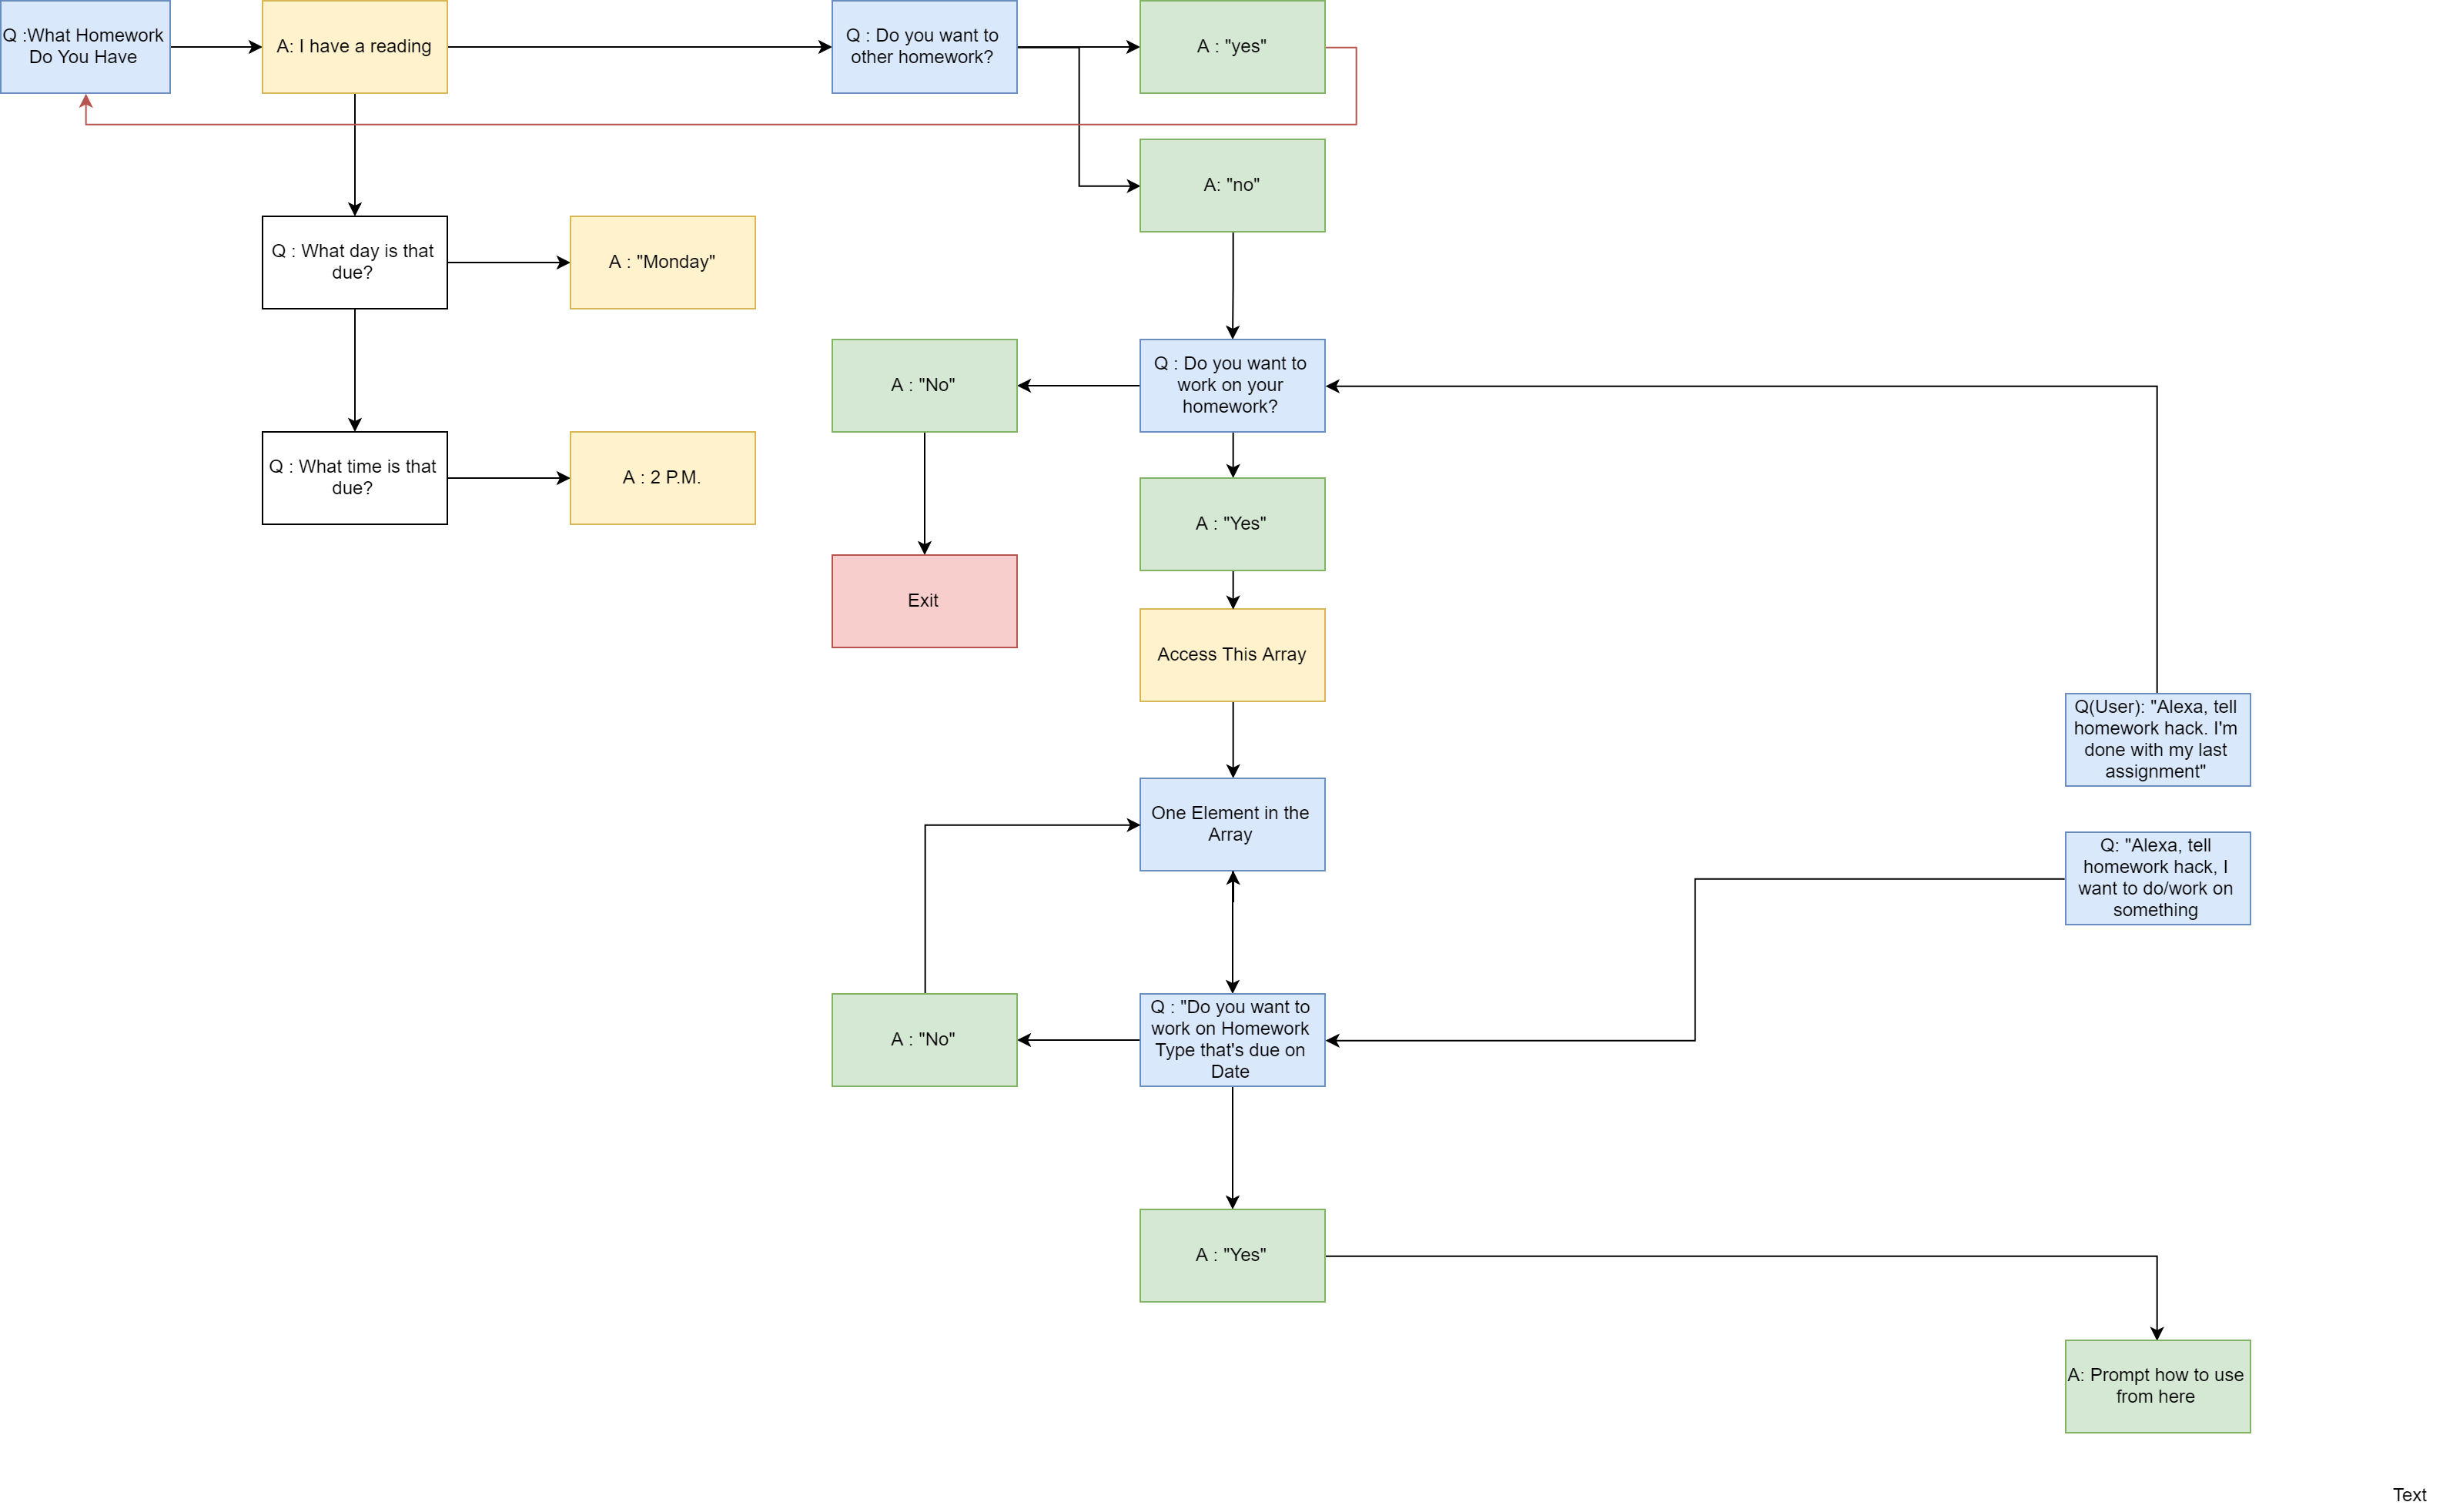 Q :What Homework
Do You Have
A: I have a reading
Q : Do you want to
other homework?
A : "yes"
A: "no"
Q : What day is that
due?
A : "Monday"
Q : Do you want to
work on your
homework?
A : "No"
Q : What time is that
due?
A : 2 P.M.
A : "Yes"
Exit
Access This Array
Q(User): "Alexa, tell
homework hack. I'm
done with my last
assignment"
One Element in the
Array
Q: "Alexa, tell
homework hack, I
want to do/work on
something
A : "No"
Q : "Do you want to
work on Homework
Type that's due on
Date
A : "Yes"
A: Prompt how to use
from here
Text